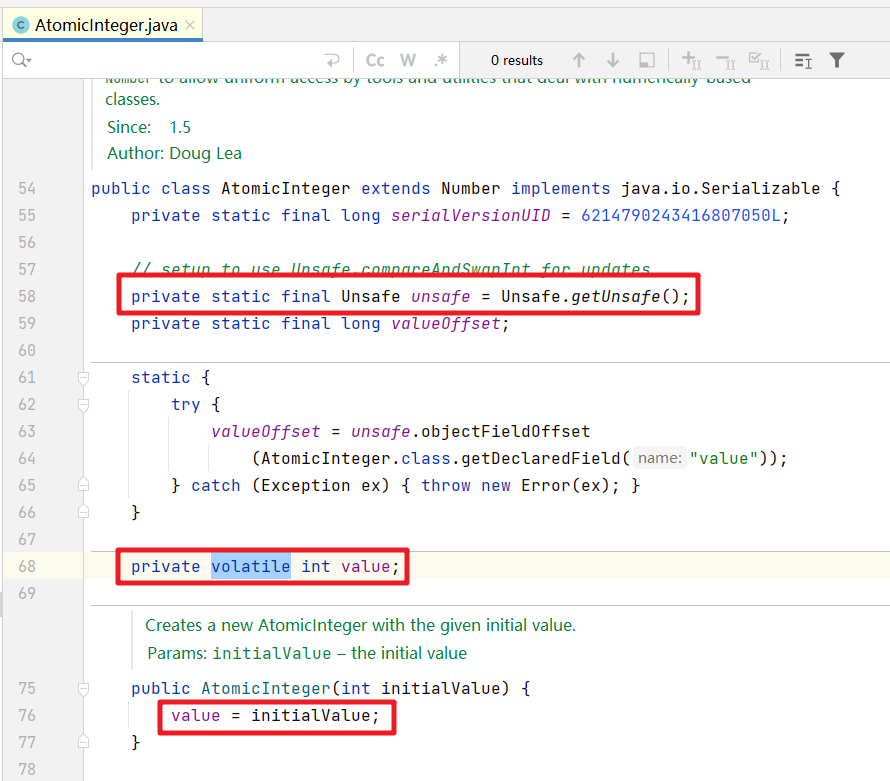 AtomicInteger.java
Cc W .* 0 results
Number to allow uniform access by tools and utilities that deal with numerically-based
classes.
Since: 1.5
Author: Doug Lea
54 public class AtomicInteger extends Number implements java.io.Serializable {
55 private static final long serialVersionUID = 6214790243416807050L;
56
57 // setup to use Unsafe.compareAndSwapInt for updates
58 private static final Unsafe unsafe = Unsafe.getUnsafe();
59 private static final long valueOffset;
60
61 static {
62 try {
63 valueOffset = unsafe.objectFieldOffset
64 (AtomicInteger.class.getDeclaredField( name: "value"));
65 } catch (Exception ex) { throw new Error(ex); }
66 }
67
68 private volatile int value;
69
Creates a new AtomicInteger with the given initial value.
Params: initialValue – the initial value
75 public AtomicInteger(int initialValue) {
76 value = initialValue;
77 }
78